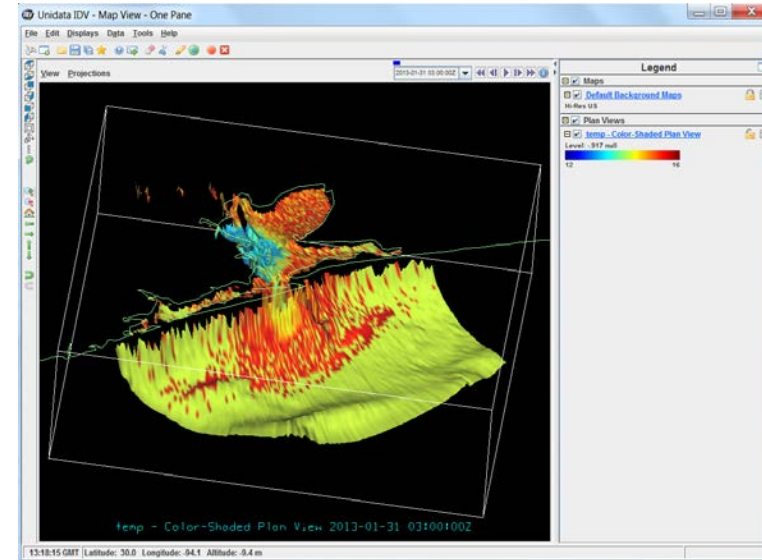 Unidata IDV - Map View - One Pane
File Edit Displays Data Tools Help
View Projections
2013-01-31 03:00:00Z
Legend
Maps
Default Background Maps
Hi-Res US
Plan Views
temp - Color-Shaded Plan View
Level: -.917 null
12 16
temp - Color-Shaded Plan View 2013-01-31 03:00:00Z
13:18:15 GMT Latitude: 30.0 Longitude: -94.1 Altitude: -9.4 m